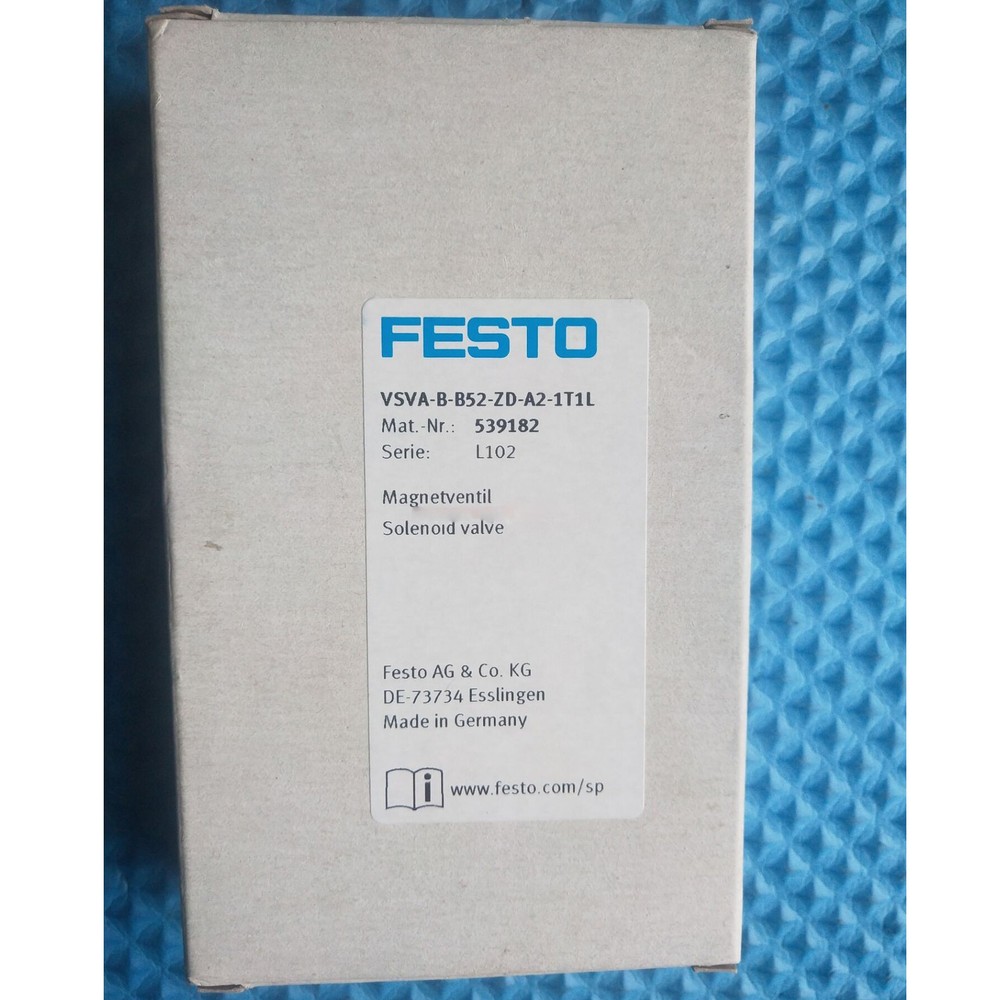 FESTO
VSVA-B-B52-ZD-A2-1T1L
Mat.-Nr.: 539182
Serie: L102
Magnetventil
Solenoid valve
Festo AG & Co. KG
DE-73734 Esslingen
Made in Germany
i www.festo.com/sp